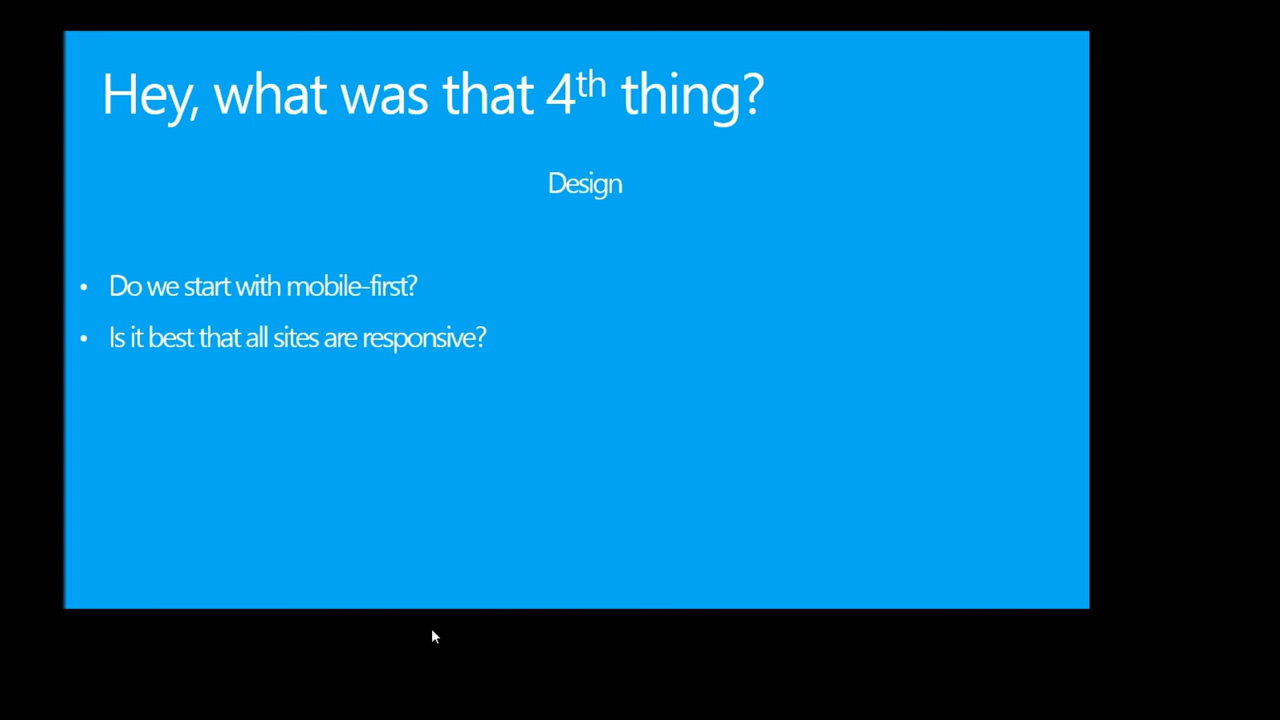 Hey, what was that 4th thing?
Design
• Do we start with mobile-first?
• Is it best that all sites are responsive?